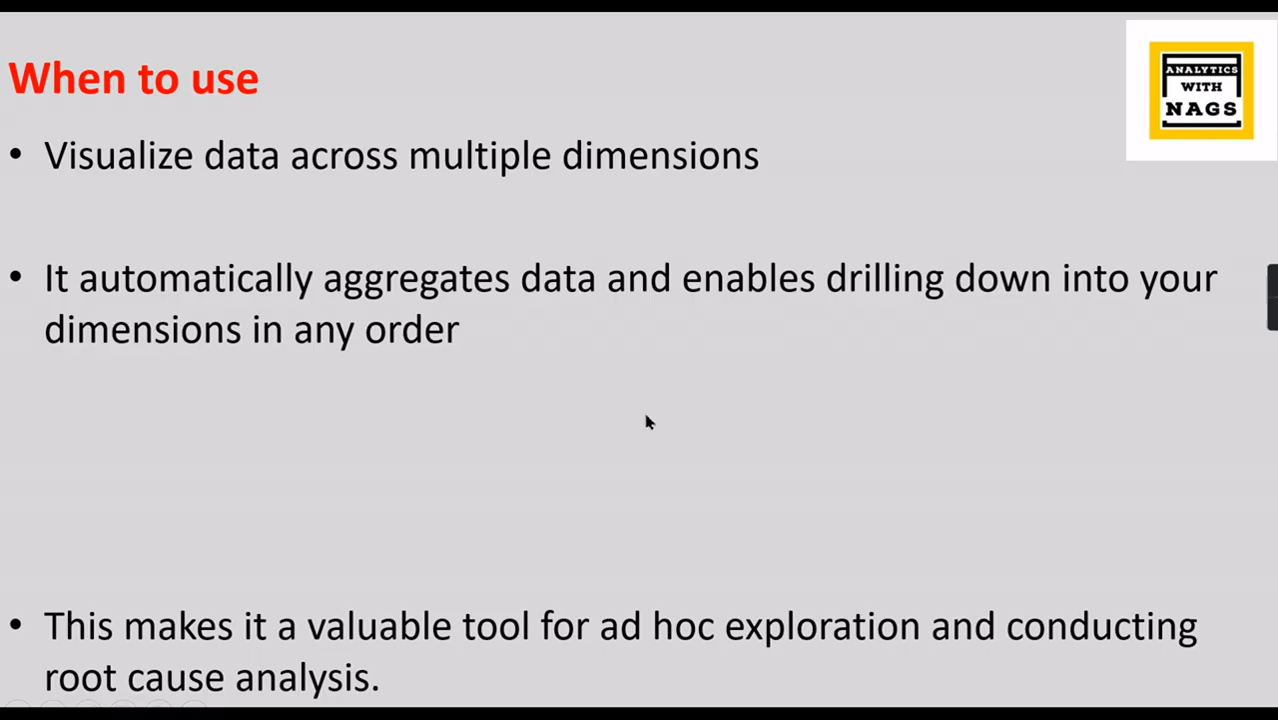 When to use
ANALYTICS
WITH
NAGS
• Visualize data across multiple dimensions
• It automatically aggregates data and enables drilling down into your
dimensions in any order
• This makes it a valuable tool for ad hoc exploration and conducting
root cause analysis.